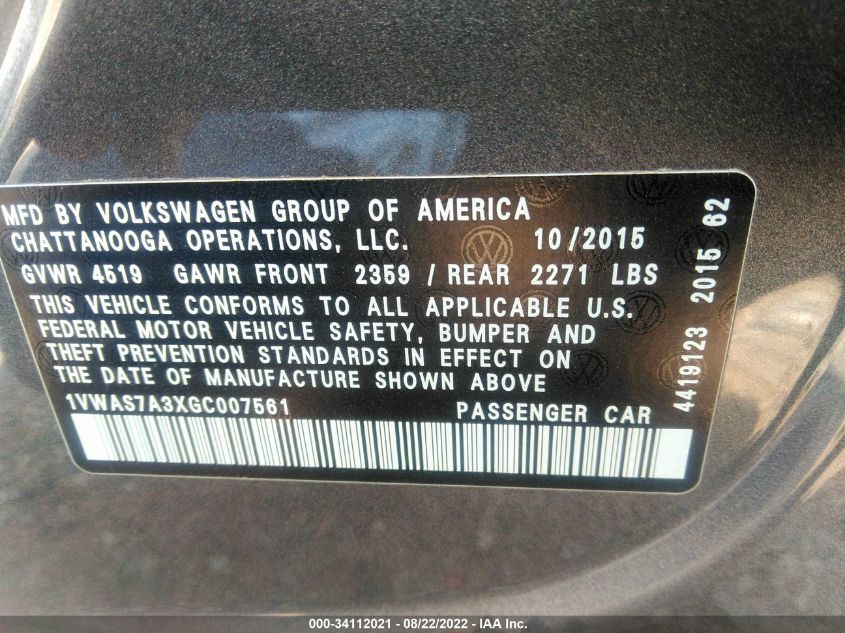 MFD BY VOLKSWAGEN GROUP OF AMERICA
CHATTANOOGA OPERATIONS, LLC. 10/2015
GVWR 4519 GAWR FRONT 2359 / REAR 2271 LBS
THIS VEHICLE CONFORMS TO ALL APPLICABLE U.S.
FEDERAL MOTOR VEHICLE SAFETY, BUMPER AND
THEFT PREVENTION STANDARDS IN EFFECT ON
THE DATE OF MANUFACTURE SHOWN ABOVE
1VWAS7A3XGC007561 PASSENGER CAR
4419123 2015 62
000-34112021 - 08/22/2022 - IAA Inc.